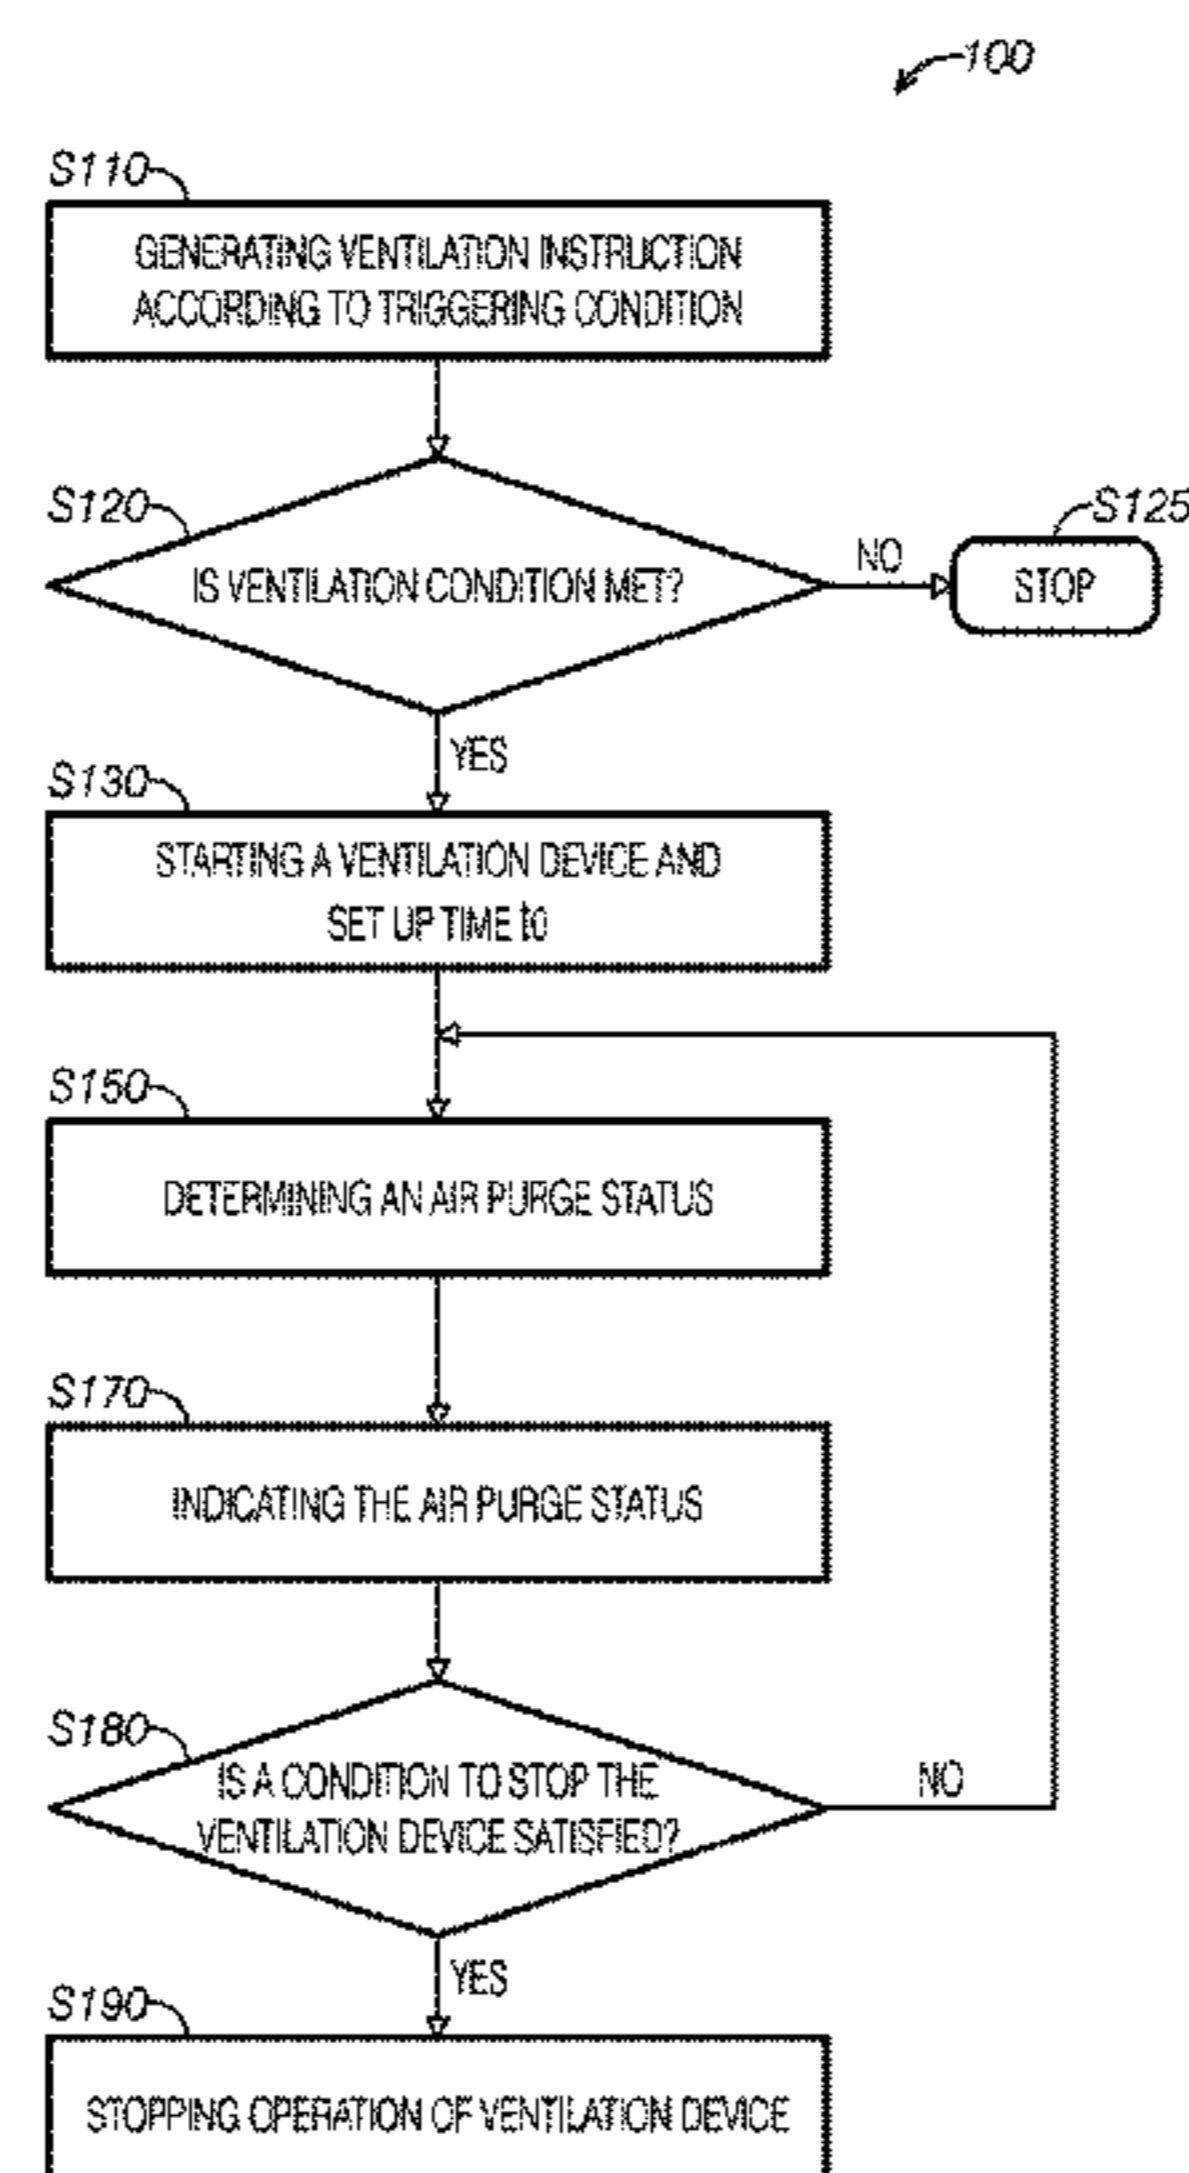 100
S110
GENERATING VENTILATION INSTRUCTION
ACCORDING TO TRIGGERING CONDITION
S120
IS VENTILATION CONDITION MET?
NO
S125
STOP
YES
S130
STARTING A VENTILATION DEVICE AND
SET UP TIME to
S150
DETERMINING AN AIR PURGE STATUS
S170
INDICATING THE AIR PURGE STATUS
S180
IS A CONDITION TO STOP THE
VENTILATION DEVICE SATISFIED?
NO
YES
S190
STOPPING OPERATION OF VENTILATION DEVICE